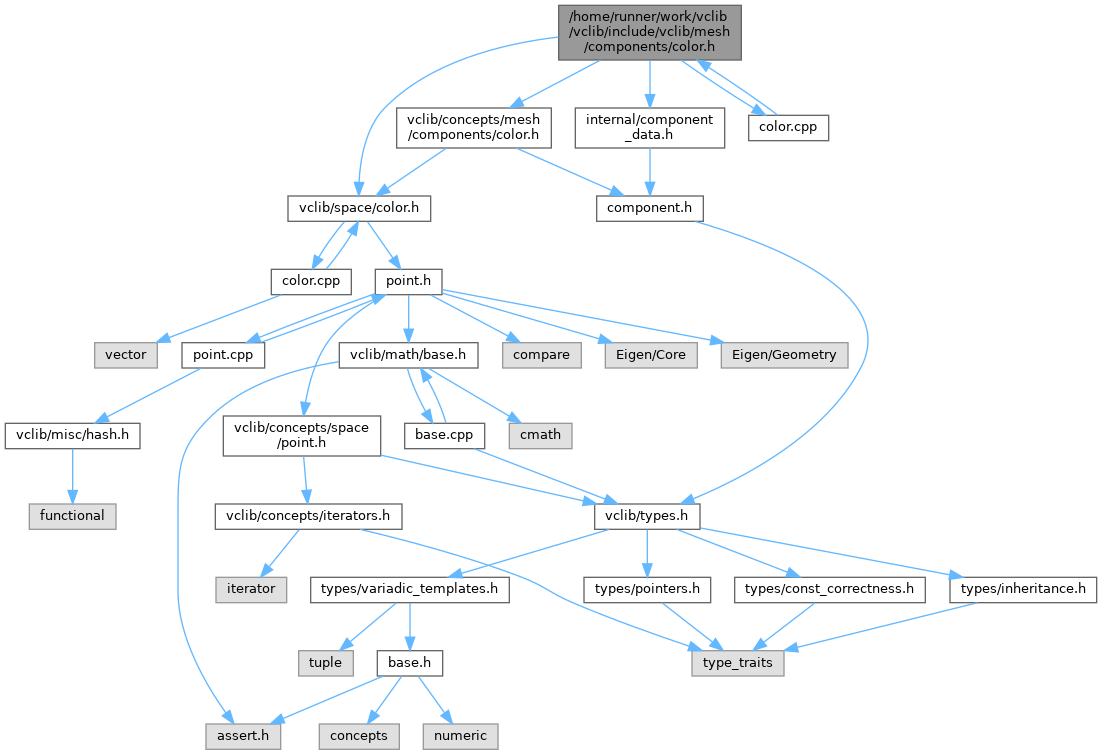 /home/runner/work/vclib
/vclib/include/vclib/mesh
/components/color.h
vclib/concepts/mesh
/components/color.h
internal/component
_data.h
color.cpp
vclib/space/color.h
component.h
color.cpp
point.h
vector
point.cpp
vclib/math/base.h
compare
Eigen/Core
Eigen/Geometry
vclib/misc/hash.h
vclib/concepts/space
/point.h
base.cpp
cmath
functional
vclib/concepts/iterators.h
vclib/types.h
iterator
types/variadic_templates.h
types/pointers.h
types/const_correctness.h
types/inheritance.h
tuple
base.h
type_traits
assert.h
concepts
numeric